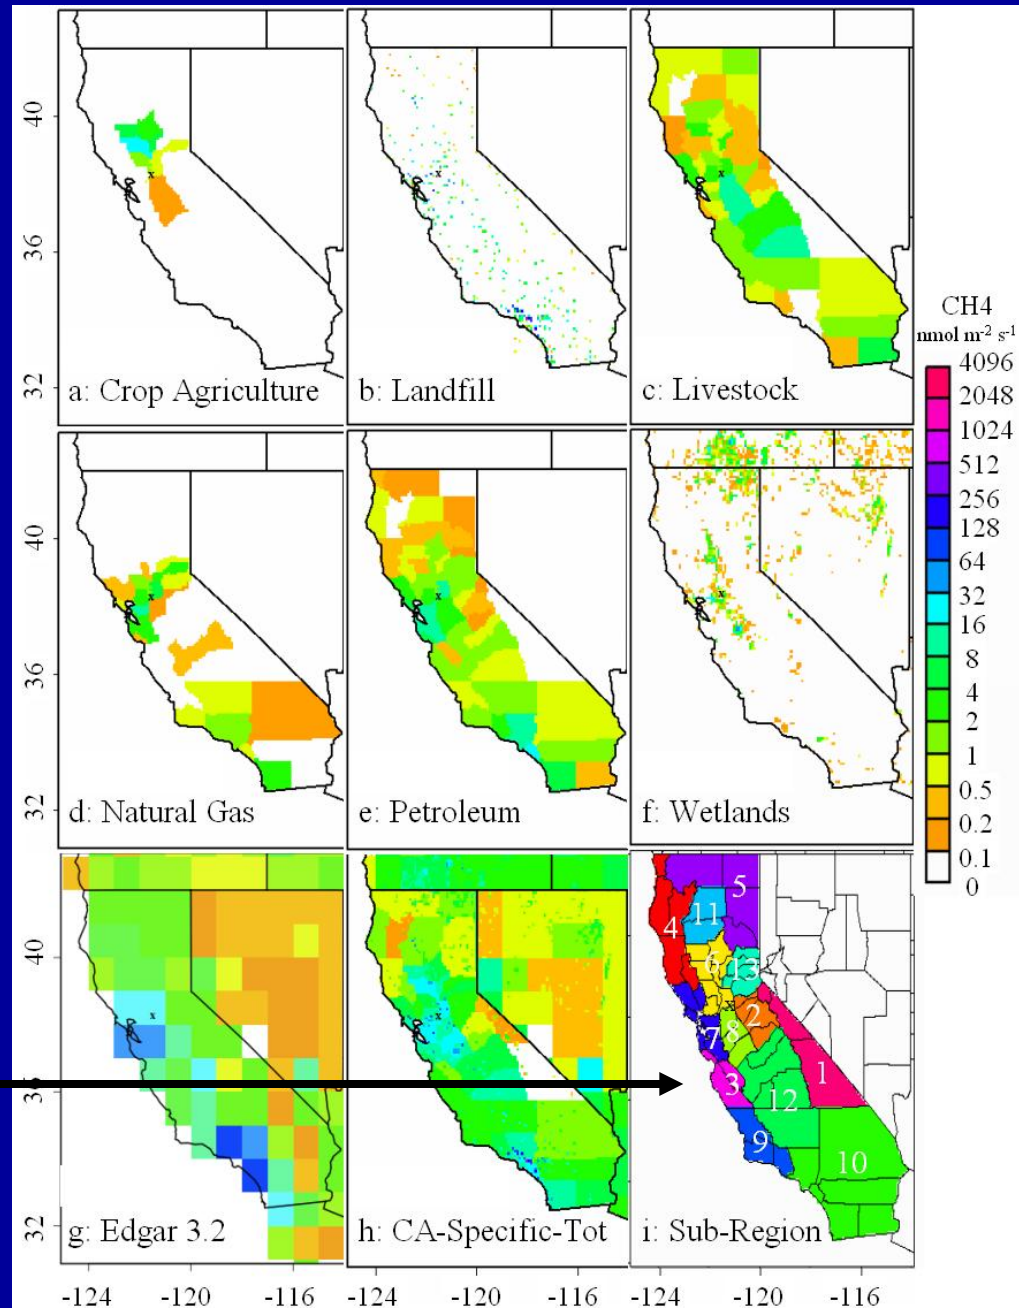 40
36
32
x
a: Crop Agriculture
x
b: Landfill
x
c: Livestock
CH4
nmol m-2 s-1
4096
2048
1024
512
256
128
64
32
16
8
4
2
1
0.5
0.2
0.1
0
40
36
32
x
d: Natural Gas
x
e: Petroleum
x
f: Wetlands
40
32
x
g: Edgar 3.2
x
h: CA-Specific-Tot
5
11
4
6
13
x
2
7
8
1
3
12
9
10
i: Sub-Region
-124 -120 -116
-124 -120 -116
-124 -120 -116